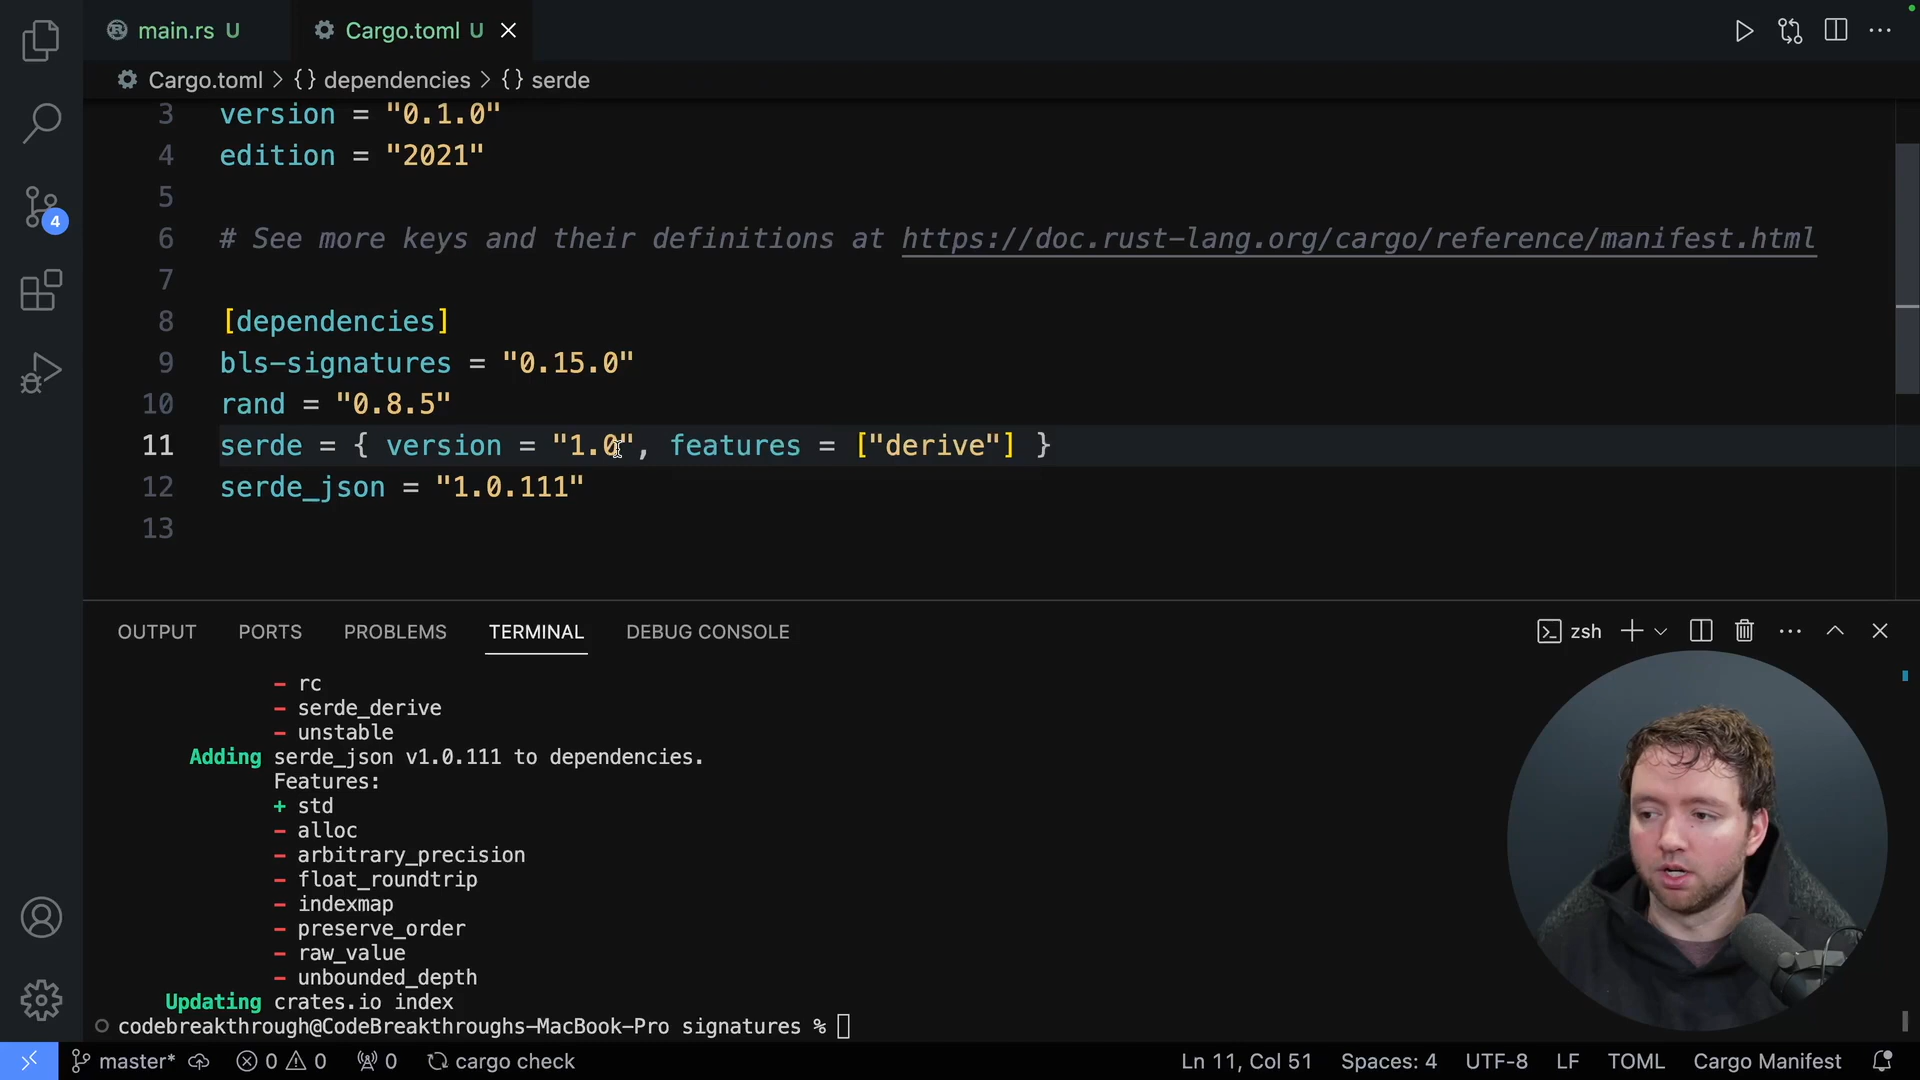 main.rs U
Cargo.toml U
Cargo.toml > {} dependencies > {} serde
3 version = "0.1.0"
4 edition = "2021"
5
6 # See more keys and their definitions at https://doc.rust-lang.org/cargo/reference/manifest.html
7
8 [dependencies]
9 bls-signatures = "0.15.0"
10 rand = "0.8.5"
11 serde = { version = "1.0", features = ["derive"] }
12 serde_json = "1.0.111"
13
4
OUTPUT PORTS PROBLEMS TERMINAL DEBUG CONSOLE
zsh
- rc
- serde_derive
- unstable
Adding serde_json v1.0.111 to dependencies.
Features:
+ std
- alloc
- arbitrary_precision
- float_roundtrip
- indexmap
- preserve_order
- raw_value
- unbounded_depth
Updating crates.io index
codebreakthrough@CodeBreakthroughs-MacBook-Pro signatures %
master* 0 0 0 cargo check
Ln 11, Col 51 Spaces: 4 UTF-8 LF TOML Cargo Manifest